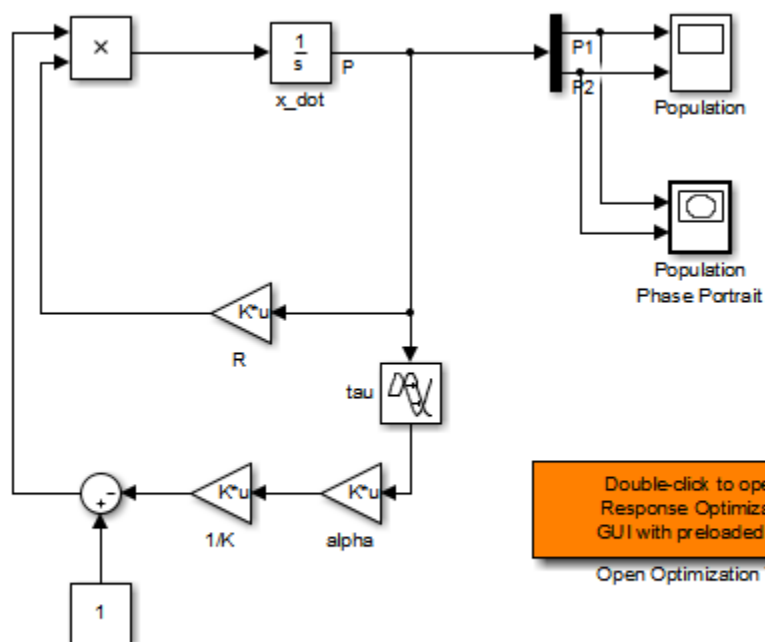 ×
1
s
P
x_dot
P1
P2
Population
Population
Phase Portrait
K*u
R
tau
K*u
1/K
K*u
alpha
-
+
1
Double-click to ope
Response Optimiza
GUI with preloaded
Open Optimization